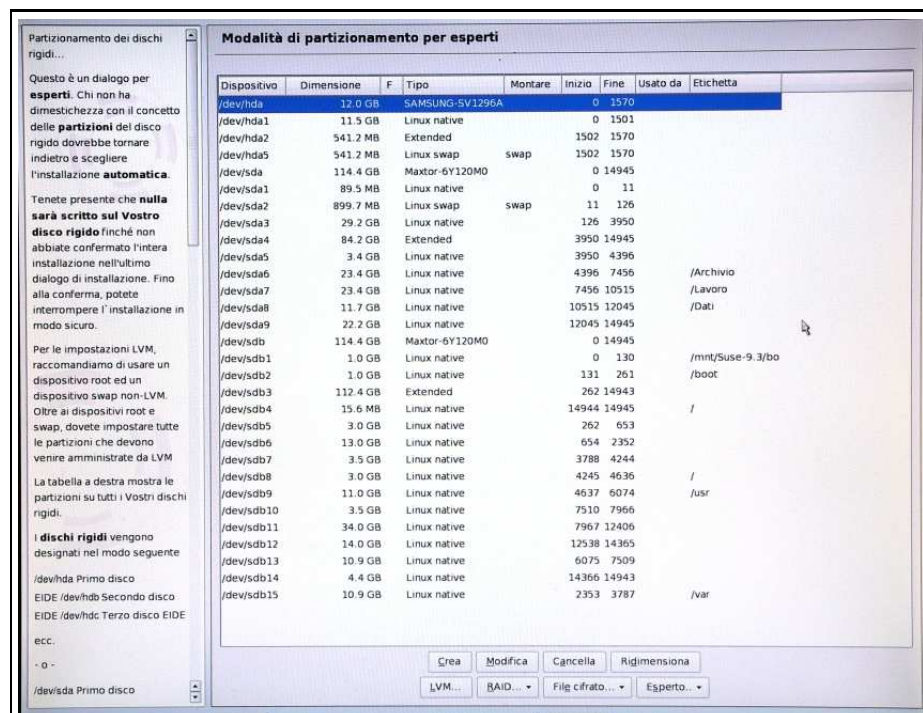 Partizionamento dei dischi
rigidi...
Questo è un dialogo per
esperti. Chi non ha
dimestichezza con il concetto
delle partizioni del disco
rigido dovrebbe tornare
indietro e scegliere
l'installazione automatica.
Tenete presente che nulla
sarà scritto sul Vostro
disco rigido finché non
abbiate confermato l'intera
installazione nell'ultimo
dialogo di installazione. Fino
alla conferma, potete
interrompere l`installazione in
modo sicuro.
Per le impostazioni LVM,
raccomandiamo di usare un
dispositivo root ed un
dispositivo swap non-LVM.
Oltre ai dispositivi root e
swap, dovete impostare tutte
le partizioni che devono
venire amministrate da LVM
La tabella a destra mostra le
partizioni su tutti i Vostri dischi
rigidi.
I dischi rigidi vengono
designati nel modo seguente
/dev/hda Primo disco
EIDE /dev/hdb Secondo disco
EIDE /dev/hdc Terzo disco EIDE
ecc.
- o -
/dev/sda Primo disco
Modalità di partizionamento per esperti
Dispositivo Dimensione F Tipo Montare Inizio Fine Usato da Etichetta
/dev/hda 12.0 GB SAMSUNG-SV1296A 0 1570
/dev/hda1 11.5 GB Linux native 0 1501
/dev/hda2 541.2 MB Extended 1502 1570
/dev/hda5 541.2 MB Linux swap swap 1502 1570
/dev/sda 114.4 GB Maxtor-6Y120M0 0 14945
/dev/sda1 89.5 MB Linux native 0 11
/dev/sda2 899.7 MB Linux swap swap 11 126
/dev/sda3 29.2 GB Linux native 126 3950
/dev/sda4 84.2 GB Extended 3950 14945
/dev/sda5 3.4 GB Linux native 3950 4396
/dev/sda6 23.4 GB Linux native 4396 7456 /Archivio
/dev/sda7 23.4 GB Linux native 7456 10515 /Lavoro
/dev/sda8 11.7 GB Linux native 10515 12045 /Dati
/dev/sda9 22.2 GB Linux native 12045 14945
/dev/sdb 114.4 GB Maxtor-6Y120M0 0 14945
/dev/sdb1 1.0 GB Linux native 0 130 /mnt/Suse-9.3/bo
/dev/sdb2 1.0 GB Linux native 131 261 /boot
/dev/sdb3 112.4 GB Extended 262 14943
/dev/sdb4 15.6 MB Linux native 14944 14945 /
/dev/sdb5 3.0 GB Linux native 262 653
/dev/sdb6 13.0 GB Linux native 654 2352
/dev/sdb7 3.5 GB Linux native 3788 4244
/dev/sdb8 3.0 GB Linux native 4245 4636 /
/dev/sdb9 11.0 GB Linux native 4637 6074 /usr
/dev/sdb10 3.5 GB Linux native 7510 7966
/dev/sdb11 34.0 GB Linux native 7967 12406
/dev/sdb12 14.0 GB Linux native 12538 14365
/dev/sdb13 10.9 GB Linux native 6075 7509
/dev/sdb14 4.4 GB Linux native 14366 14943
/dev/sdb15 10.9 GB Linux native 2353 3787 /var
Crea Modifica Cancella Ridimensiona
LVM... RAID... File cifrato... Esperto..